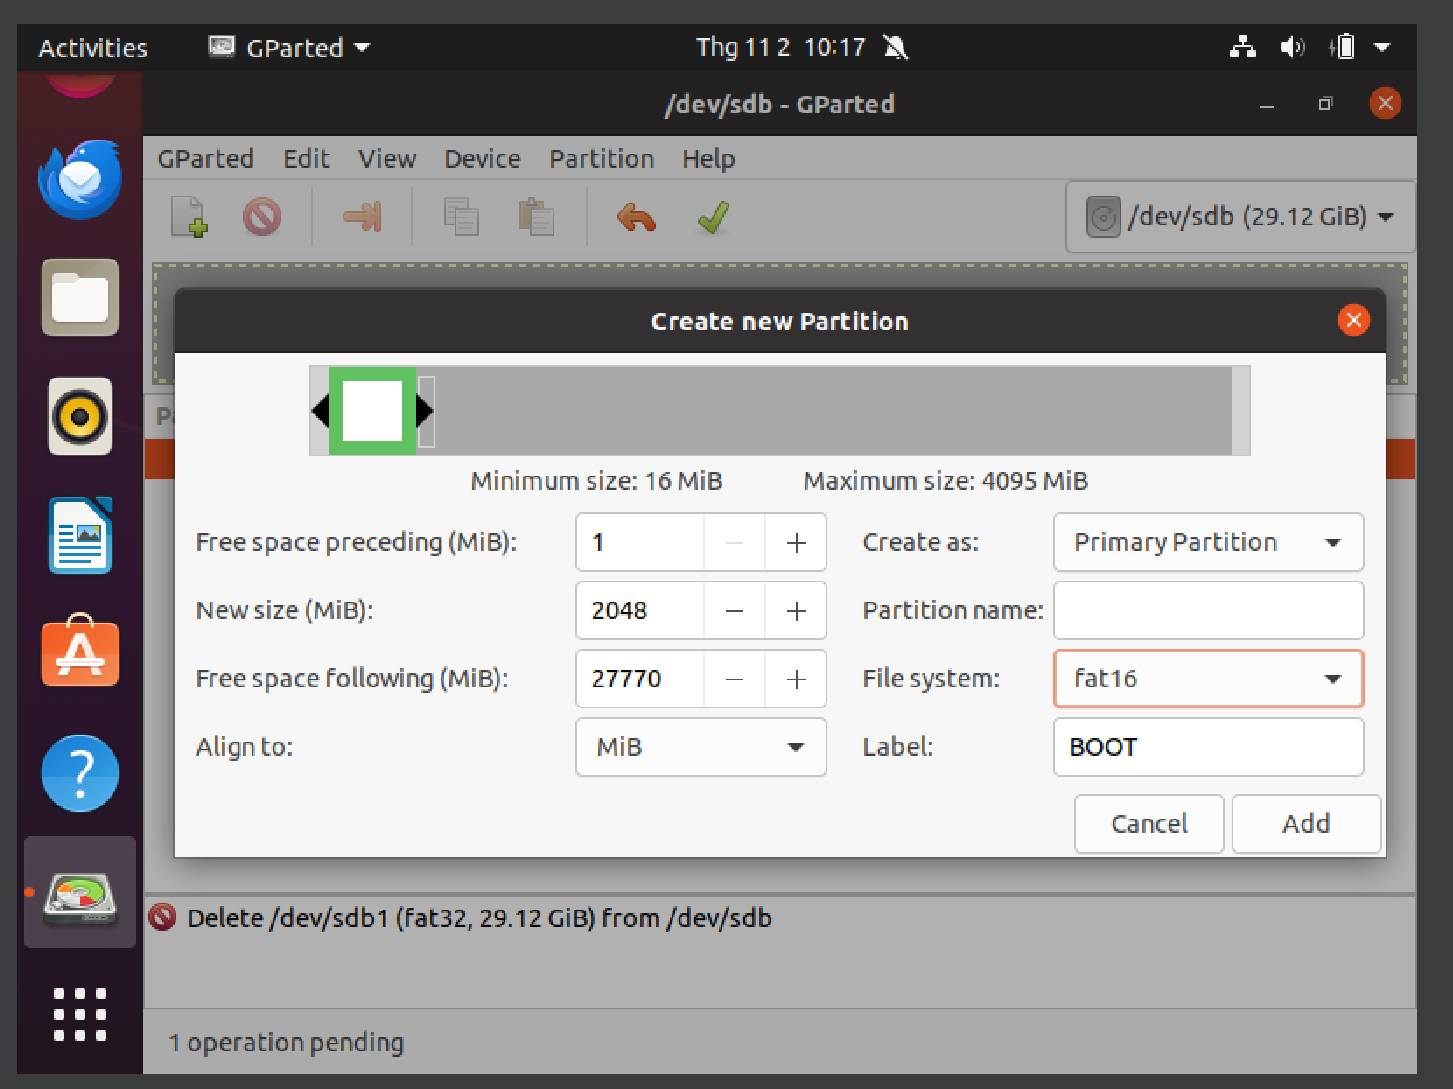 Activities GParted Thg 11 2 10:17
/dev/sdb - GParted
GParted Edit View Device Partition Help
/dev/sdb (29.12 GiB)
Create new Partition
Minimum size: 16 MiB Maximum size: 4095 MiB
Free space preceding (MiB): 1 Create as: Primary Partition
New size (MiB): 2048 Partition name:
Free space following (MiB): 27770 File system: fat16
Align to: MiB Label: BOOT
Cancel Add
Delete /dev/sdb1 (fat32, 29.12 GiB) from /dev/sdb
1 operation pending